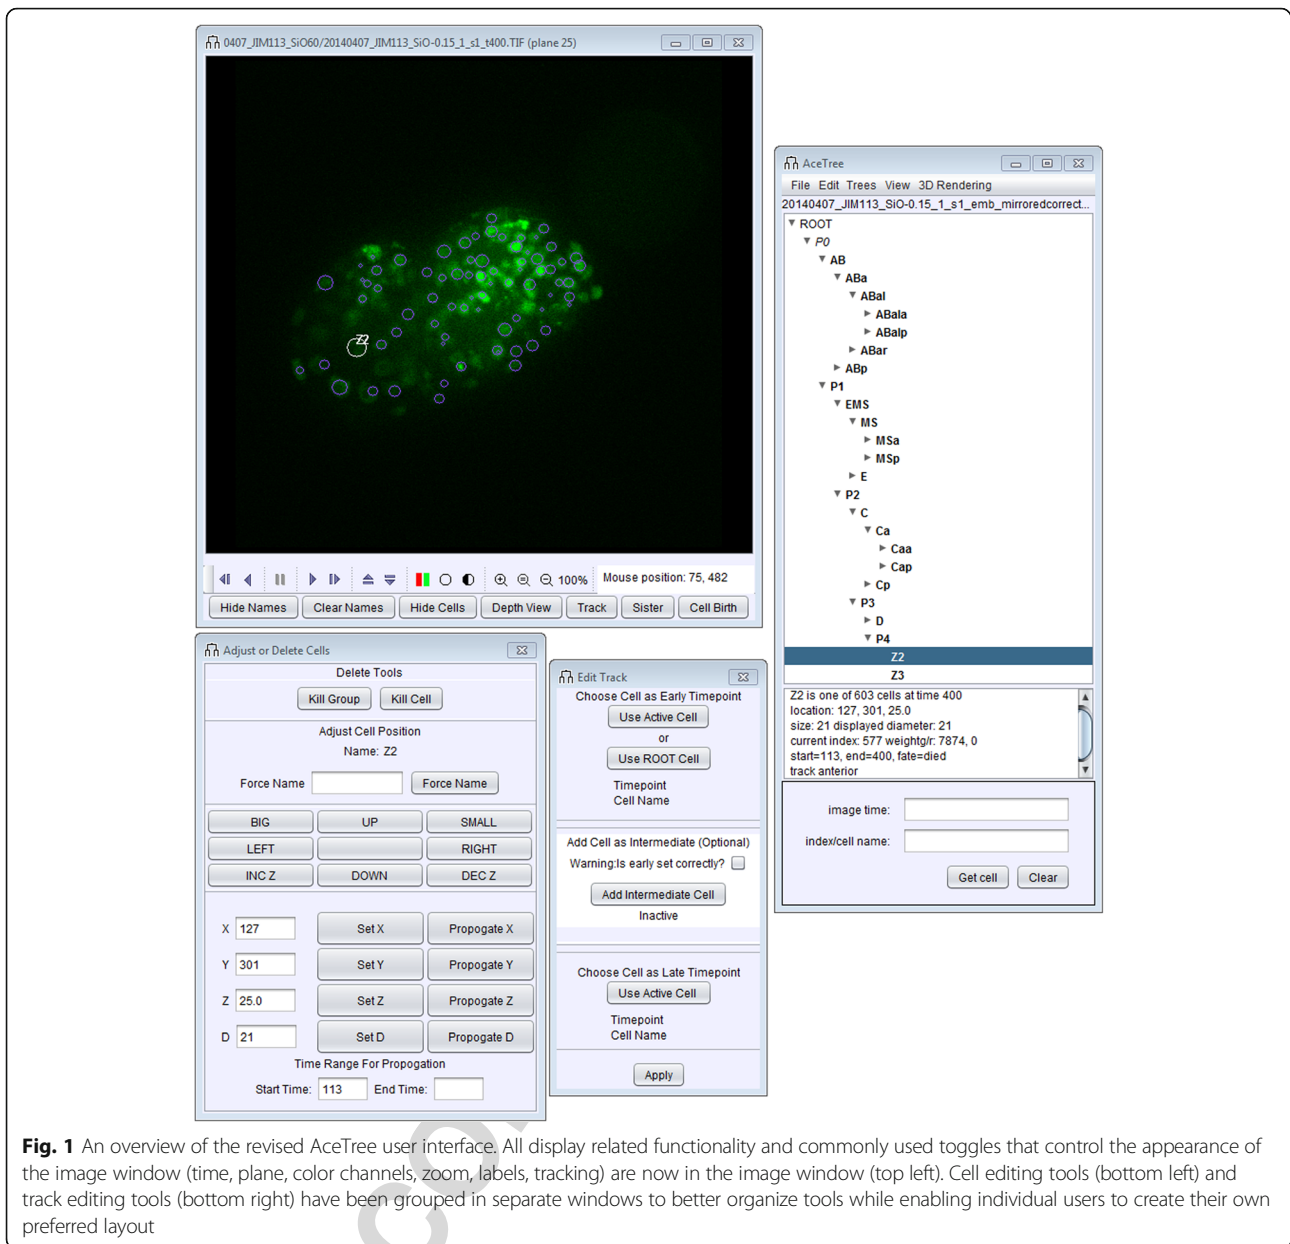 0407_JIM113_SiO60/20140407_JIM113_SiO-0.15_1_s1_t400.TIF (plane 25)
Z2
100%
Mouse position: 75, 482
Hide Names Clear Names Hide Cells Depth View Track Sister Cell Birth
AceTree
File Edit Trees View 3D Rendering
20140407_JIM113_SiO-0.15_1_s1_emb_mirroredcorrect...
ROOT
P0
AB
ABa
ABal
ABala
ABalp
ABar
ABp
P1
EMS
MS
MSa
MSp
E
P2
C
Ca
Caa
Cap
Cp
P3
D
P4
Z2
Z3
Z2 is one of 603 cells at time 400
location: 127, 301, 25.0
size: 21 displayed diameter: 21
current index: 577 weightg/r: 7874, 0
start=113, end=400, fate=died
track anterior
image time:
index/cell name:
Get cell Clear
Adjust or Delete Cells
Delete Tools
Kill Group Kill Cell
Adjust Cell Position
Name: Z2
Force Name Force Name
BIG UP SMALL
LEFT RIGHT
INC Z DOWN DEC Z
X 127 Set X Propogate X
Y 301 Set Y Propogate Y
Z 25.0 Set Z Propogate Z
D 21 Set D Propogate D
Time Range For Propogation
Start Time: 113 End Time:
Edit Track
Choose Cell as Early Timepoint
Use Active Cell
or
Use ROOT Cell
Timepoint
Cell Name
Add Cell as Intermediate (Optional)
Warning:Is early set correctly?
Add Intermediate Cell
Inactive
Choose Cell as Late Timepoint
Use Active Cell
Timepoint
Cell Name
Apply
Fig. 1 An overview of the revised AceTree user interface. All display related functionality and commonly used toggles that control the appearance of
the image window (time, plane, color channels, zoom, labels, tracking) are now in the image window (top left). Cell editing tools (bottom left) and
track editing tools (bottom right) have been grouped in separate windows to better organize tools while enabling individual users to create their own
preferred layout